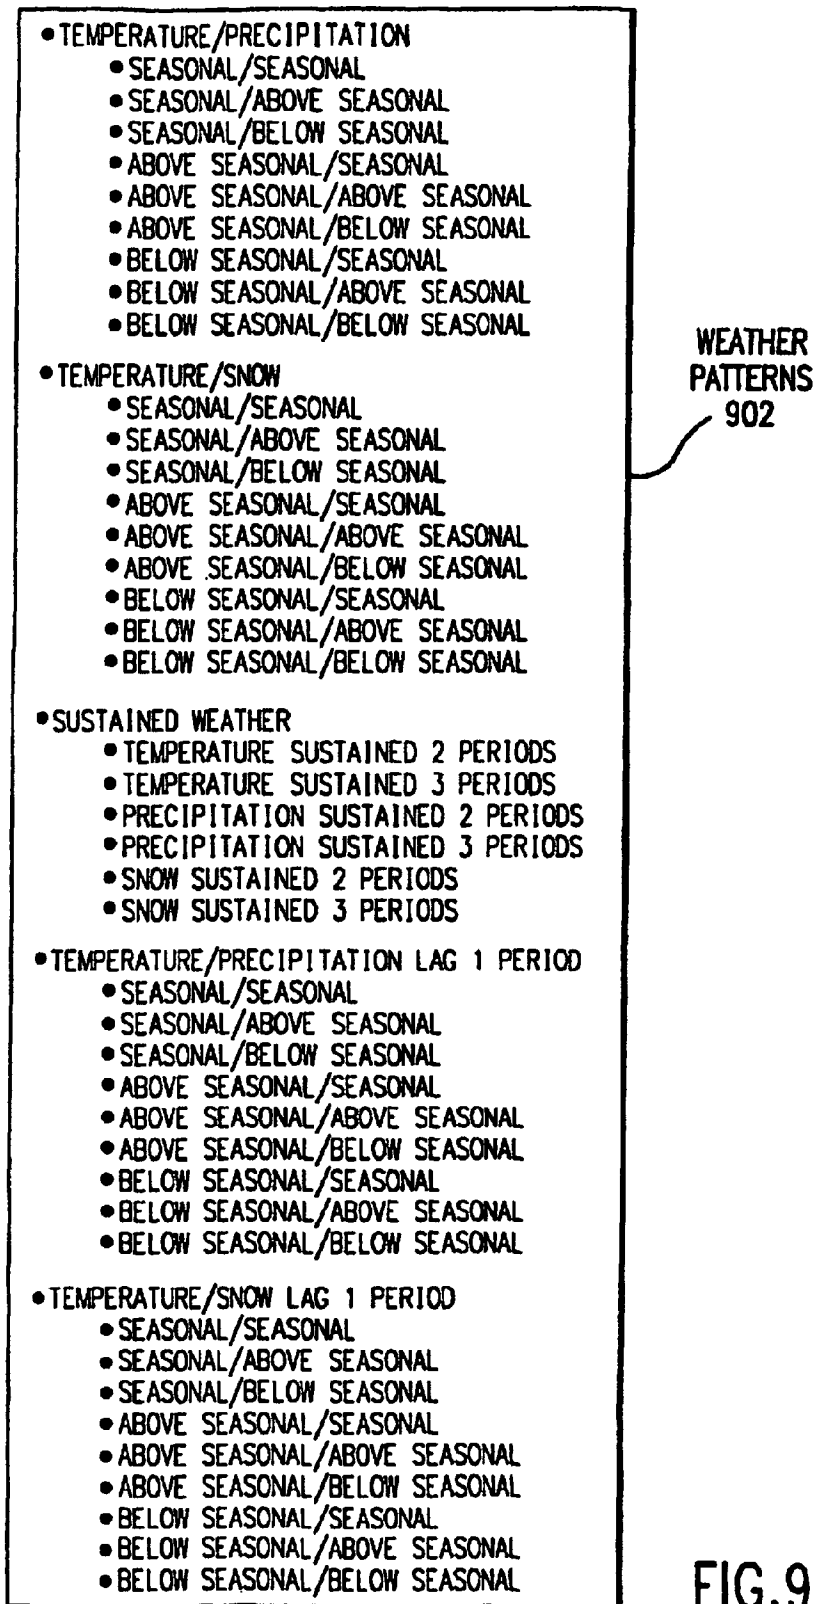 •TEMPERATURE/PRECIPITATION
•SEASONAL/SEASONAL
•SEASONAL/ABOVE SEASONAL
•SEASONAL/BELOW SEASONAL
•ABOVE SEASONAL/SEASONAL
•ABOVE SEASONAL/ABOVE SEASONAL
•ABOVE SEASONAL/BELOW SEASONAL
•BELOW SEASONAL/SEASONAL
•BELOW SEASONAL/ABOVE SEASONAL
•BELOW SEASONAL/BELOW SEASONAL
•TEMPERATURE/SNOW
•SEASONAL/SEASONAL
•SEASONAL/ABOVE SEASONAL
•SEASONAL/BELOW SEASONAL
•ABOVE SEASONAL/SEASONAL
•ABOVE SEASONAL/ABOVE SEASONAL
•ABOVE SEASONAL/BELOW SEASONAL
•BELOW SEASONAL/SEASONAL
•BELOW SEASONAL/ABOVE SEASONAL
•BELOW SEASONAL/BELOW SEASONAL
•SUSTAINED WEATHER
•TEMPERATURE SUSTAINED 2 PERIODS
•TEMPERATURE SUSTAINED 3 PERIODS
•PRECIPITATION SUSTAINED 2 PERIODS
•PRECIPITATION SUSTAINED 3 PERIODS
•SNOW SUSTAINED 2 PERIODS
•SNOW SUSTAINED 3 PERIODS
•TEMPERATURE/PRECIPITATION LAG 1 PERIOD
•SEASONAL/SEASONAL
•SEASONAL/ABOVE SEASONAL
•SEASONAL/BELOW SEASONAL
•ABOVE SEASONAL/SEASONAL
•ABOVE SEASONAL/ABOVE SEASONAL
•ABOVE SEASONAL/BELOW SEASONAL
•BELOW SEASONAL/SEASONAL
•BELOW SEASONAL/ABOVE SEASONAL
•BELOW SEASONAL/BELOW SEASONAL
•TEMPERATURE/SNOW LAG 1 PERIOD
•SEASONAL/SEASONAL
•SEASONAL/ABOVE SEASONAL
•SEASONAL/BELOW SEASONAL
•ABOVE SEASONAL/SEASONAL
•ABOVE SEASONAL/ABOVE SEASONAL
•ABOVE SEASONAL/BELOW SEASONAL
•BELOW SEASONAL/SEASONAL
•BELOW SEASONAL/ABOVE SEASONAL
•BELOW SEASONAL/BELOW SEASONAL
WEATHER
PATTERNS
902
FIG.9